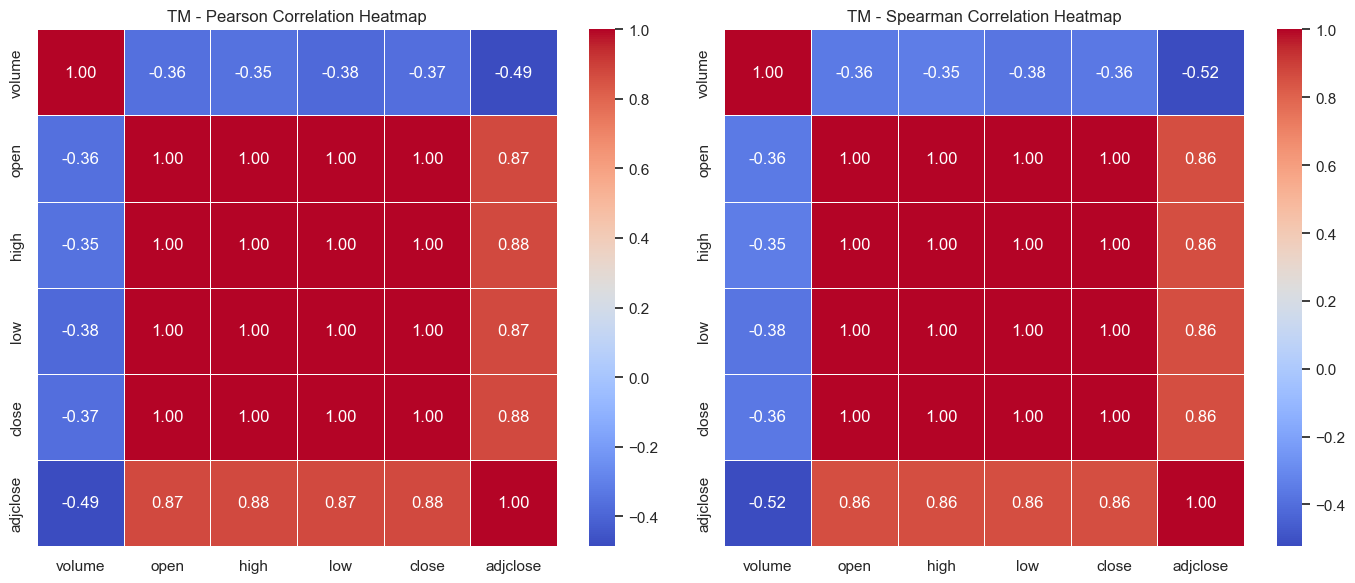 TM - Pearson Correlation Heatmap
volume 1.00 -0.36 -0.35 -0.38 -0.37 -0.49
open -0.36 1.00 1.00 1.00 1.00 0.87
high -0.35 1.00 1.00 1.00 1.00 0.88
low -0.38 1.00 1.00 1.00 1.00 0.87
close -0.37 1.00 1.00 1.00 1.00 0.88
adjclose -0.49 0.87 0.88 0.87 0.88 1.00
volume open high low close adjclose
1.0
0.8
0.6
0.4
0.2
0.0
−0.2
−0.4
TM - Spearman Correlation Heatmap
volume 1.00 -0.36 -0.35 -0.38 -0.36 -0.52
open -0.36 1.00 1.00 1.00 1.00 0.86
high -0.35 1.00 1.00 1.00 1.00 0.86
low -0.38 1.00 1.00 1.00 1.00 0.86
close -0.36 1.00 1.00 1.00 1.00 0.86
adjclose -0.52 0.86 0.86 0.86 0.86 1.00
volume open high low close adjclose
1.0
0.8
0.6
0.4
0.2
0.0
−0.2
−0.4